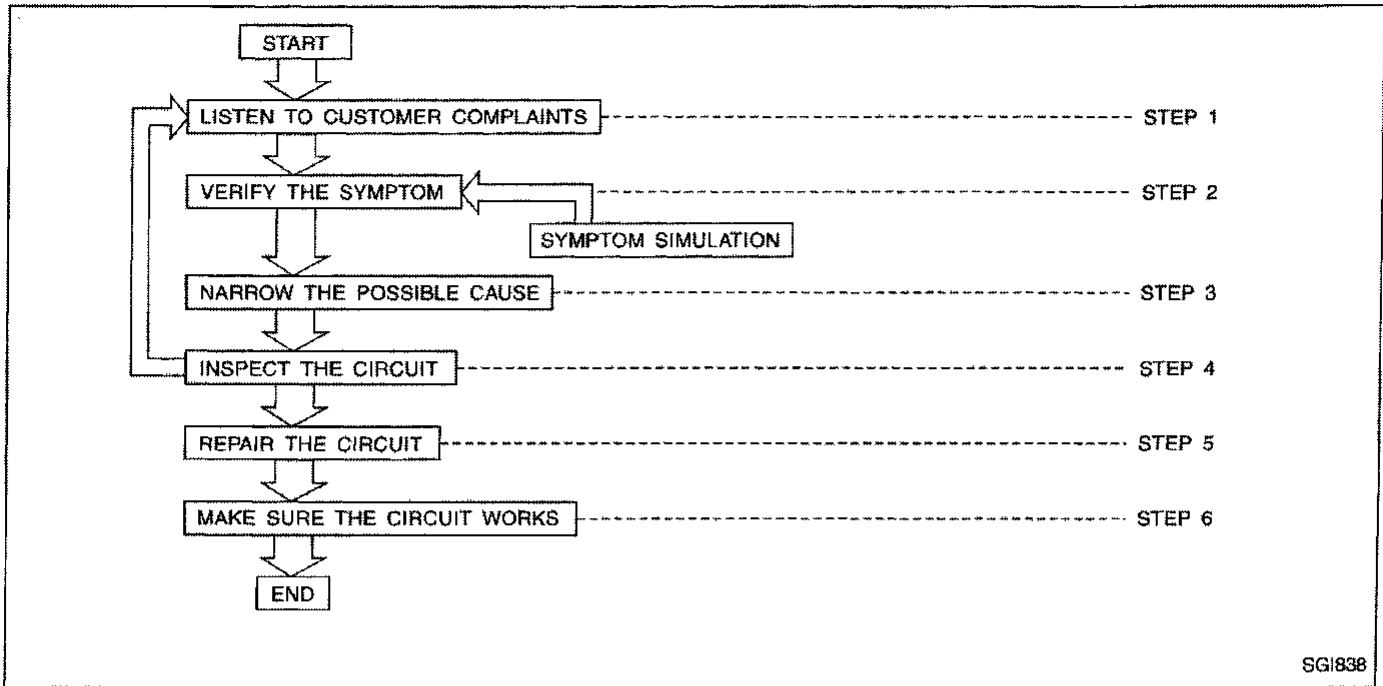 START
LISTEN TO CUSTOMER COMPLAINTS STEP 1
VERIFY THE SYMPTOM STEP 2
SYMPTOM SIMULATION
NARROW THE POSSIBLE CAUSE STEP 3
INSPECT THE CIRCUIT STEP 4
REPAIR THE CIRCUIT STEP 5
MAKE SURE THE CIRCUIT WORKS STEP 6
END
SGI838